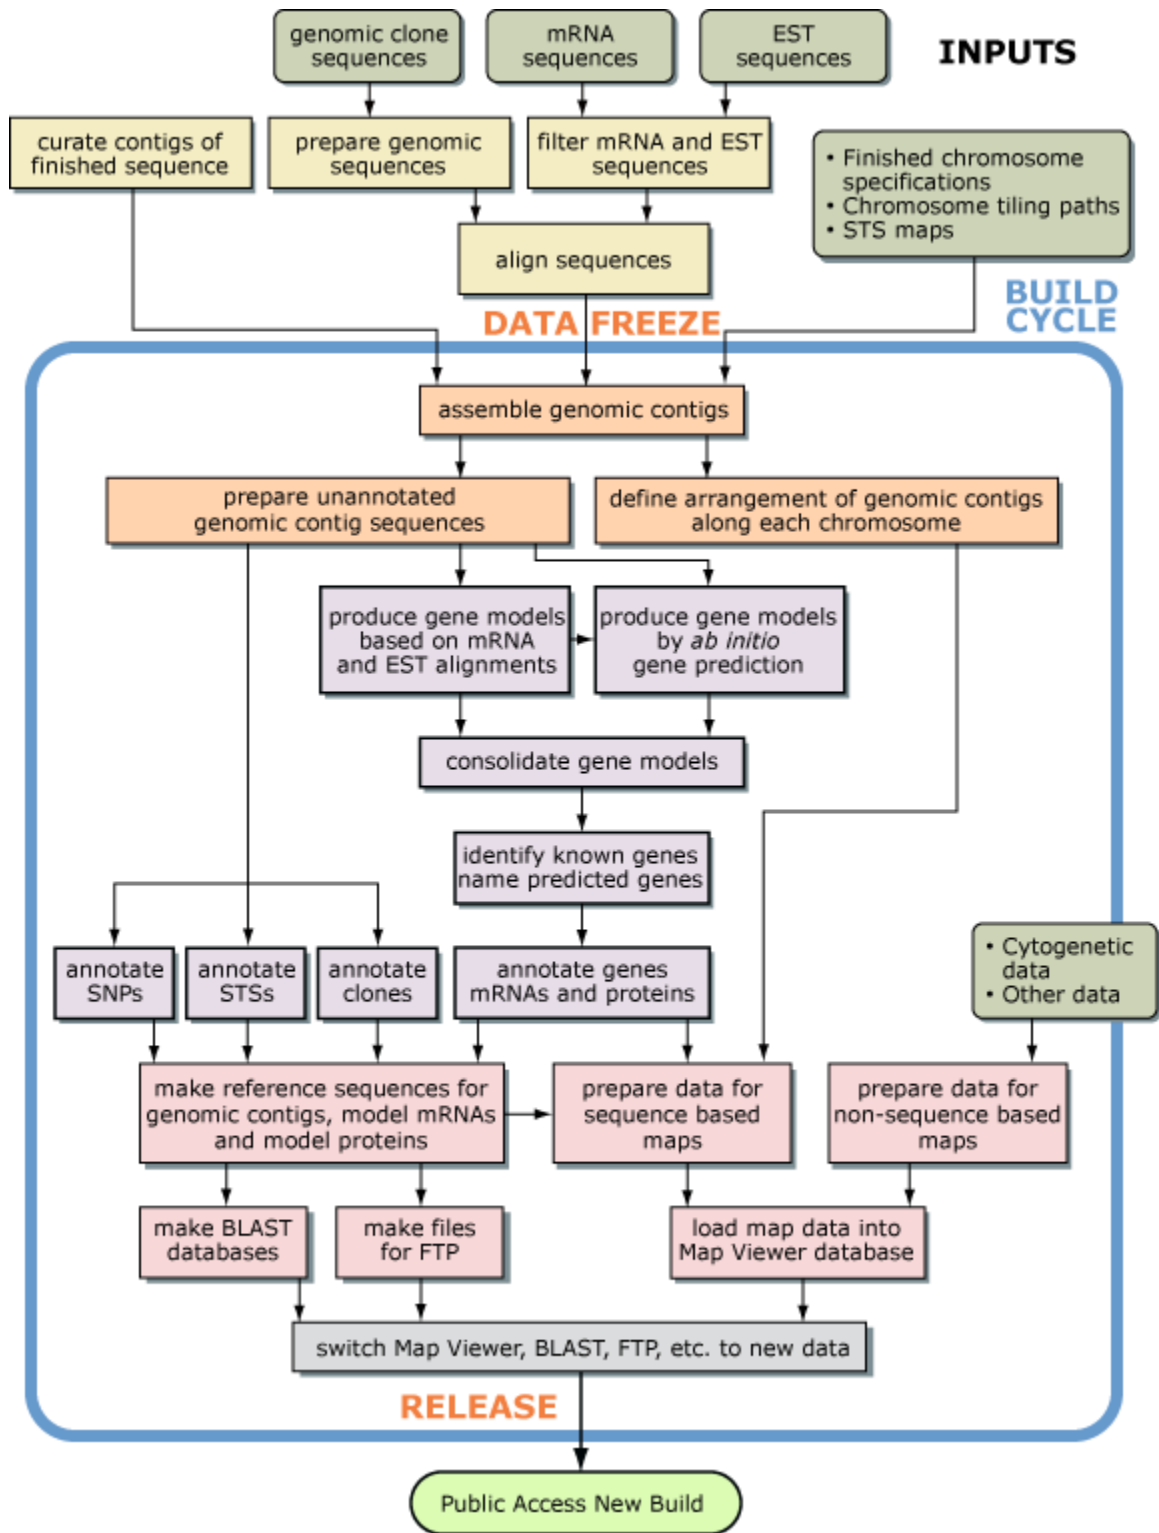 genomic clone
sequences
mRNA
sequences
EST
sequences
INPUTS
curate contigs of
finished sequence
prepare genomic
sequences
filter mRNA and EST
sequences
• Finished chromosome
specifications
• Chromosome tiling paths
• STS maps
align sequences
BUILD
CYCLE
DATA FREEZE
assemble genomic contigs
prepare unannotated
genomic contig sequences
define arrangement of genomic contigs
along each chromosome
produce gene models
based on mRNA
and EST alignments
produce gene models
by ab initio
gene prediction
consolidate gene models
identify known genes
name predicted genes
annotate
SNPs
annotate
STSs
annotate
clones
annotate genes
mRNAs and proteins
• Cytogenetic
data
• Other data
make reference sequences for
genomic contigs, model mRNAs
and model proteins
prepare data for
sequence based
maps
prepare data for
non-sequence based
maps
make BLAST
databases
make files
for FTP
load map data into
Map Viewer database
switch Map Viewer, BLAST, FTP, etc. to new data
RELEASE
Public Access New Build